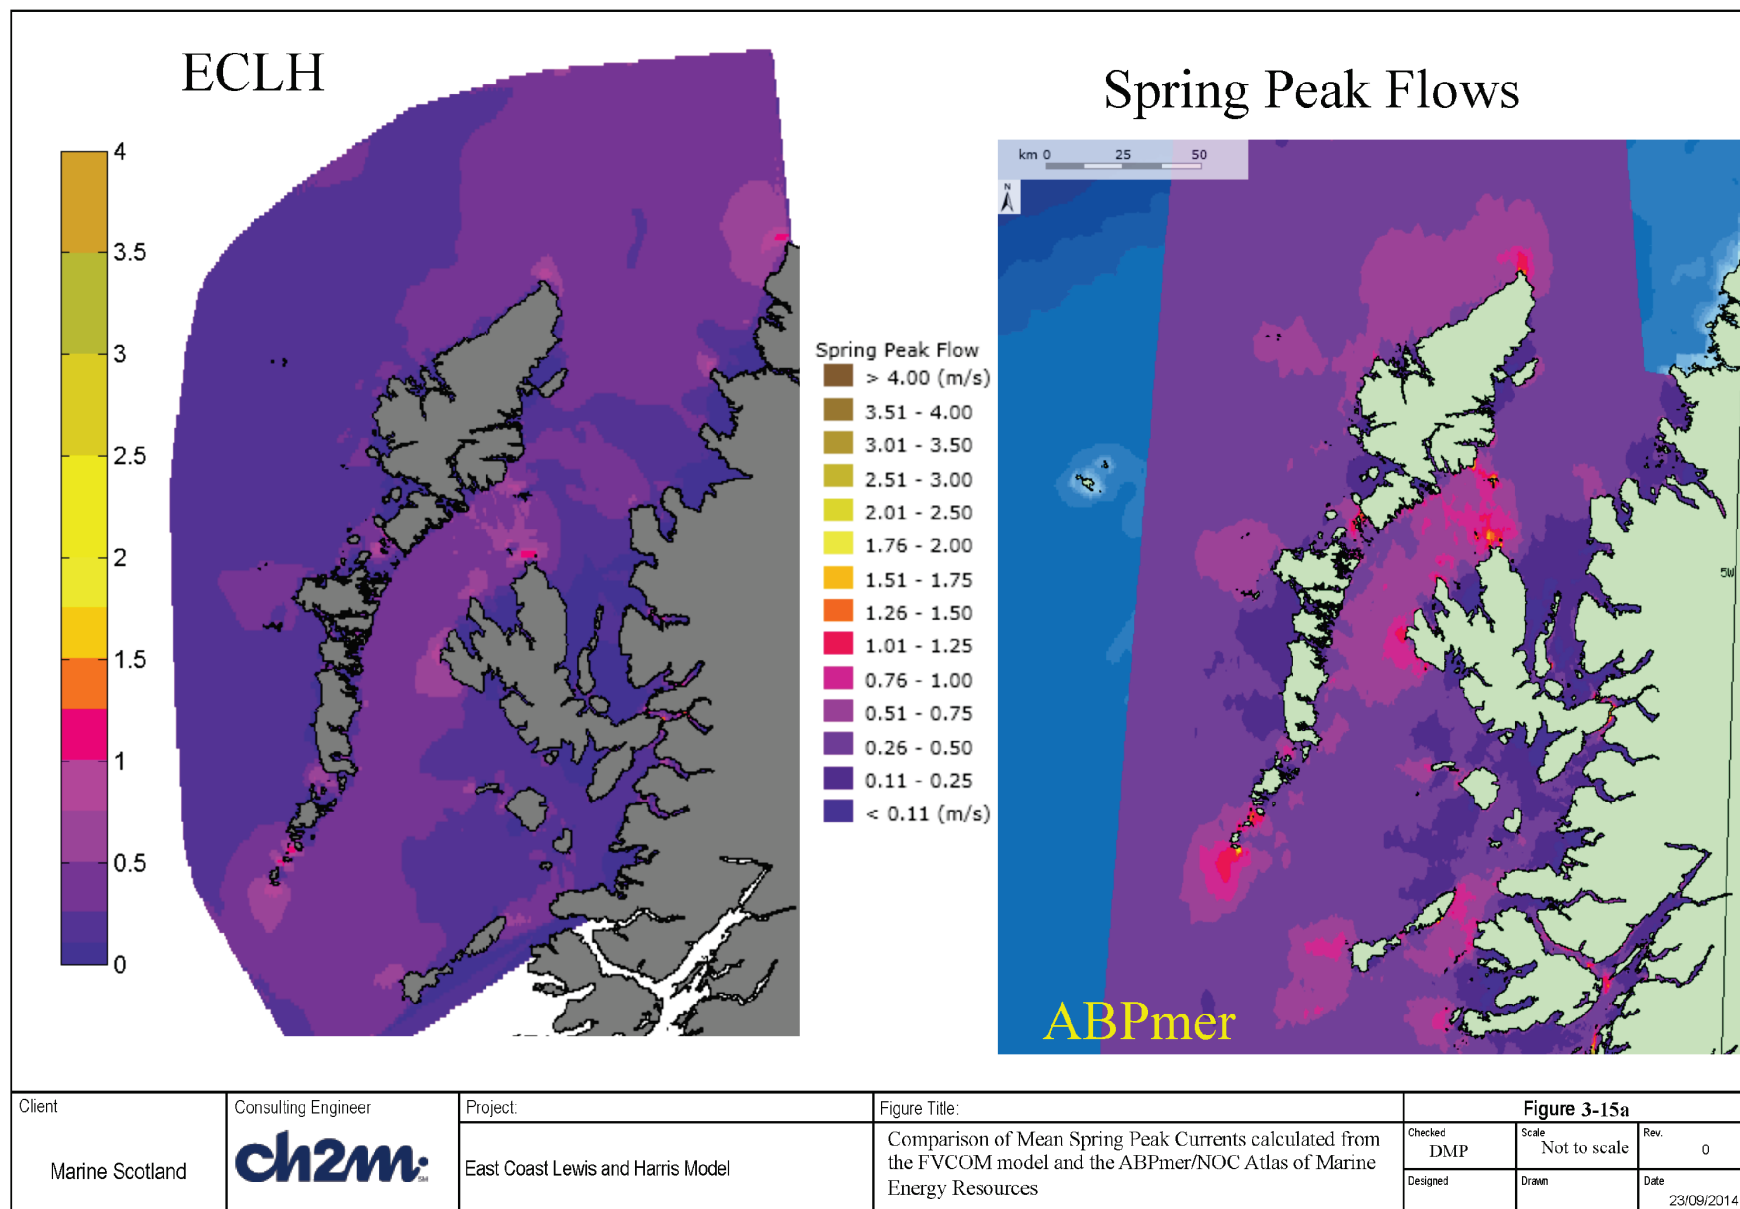 ECLH
Spring Peak Flows
4
3.5
3
2.5
2
1.5
1
0.5
0
km 0 25 50
N
Spring Peak Flow
> 4.00 (m/s)
3.51 - 4.00
3.01 - 3.50
2.51 - 3.00
2.01 - 2.50
1.76 - 2.00
1.51 - 1.75
1.26 - 1.50
1.01 - 1.25
0.76 - 1.00
0.51 - 0.75
0.26 - 0.50
0.11 - 0.25
< 0.11 (m/s)
5W
ABPmer
Client
Marine Scotland
Consulting Engineer
ch2m:
SM
Project:
East Coast Lewis and Harris Model
Figure Title:
Comparison of Mean Spring Peak Currents calculated from
the FVCOM model and the ABPmer/NOC Atlas of Marine
Energy Resources
Figure 3-15a
Checked
DMP
Scale
Not to scale
Rev.
0
Designed
Drawn
Date
23/09/2014